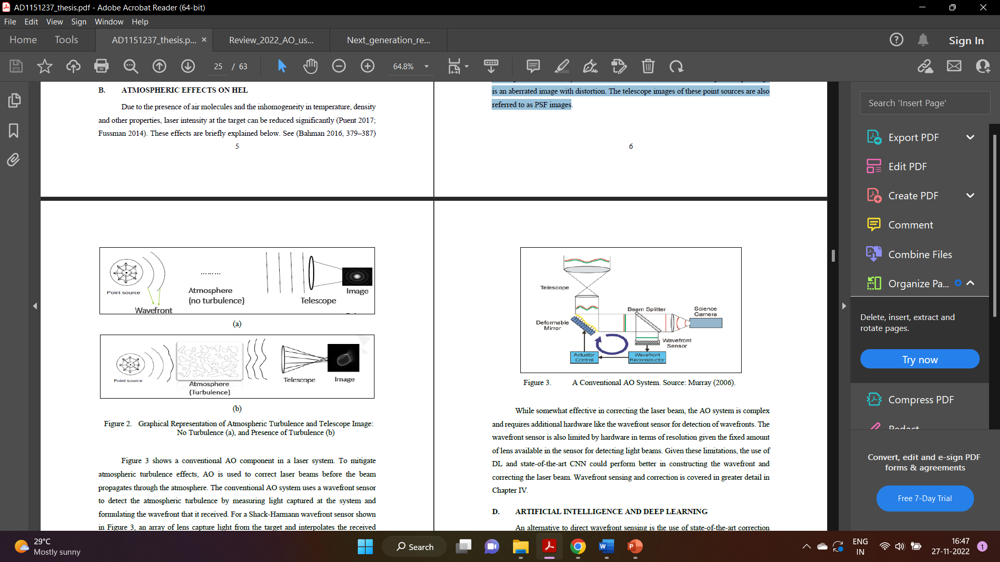 AD1151237_thesis.pdf - Adobe Acrobat Reader (64-bit)
File Edit View Sign Window Help
Home Tools AD1151237_thesis.p... × Review_2022_AO_us... Next_generation_re... Sign In
25 / 63 64.8%
B. ATMOSPHERIC EFFECTS ON HEL
Due to the presence of air molecules and the inhomogeneity in temperature, density
and other properties, laser intensity at the target can be reduced significantly (Puent 2017;
Fussman 2014). These effects are briefly explained below. See (Bahman 2016, 379–387)
5
is an aberrated image with distortion. The telescope images of these point sources are also
referred to as PSF images.
6
Point source
Wavefront
.........
Atmosphere
(no turbulence)
Telescope
Image
(a)
Point source
Atmosphere
(Turbulence)
Telescope
Image
(b)
Figure 2. Graphical Representation of Atmospheric Turbulence and Telescope Image:
No Turbulence (a), and Presence of Turbulence (b)
Figure 3 shows a conventional AO component in a laser system. To mitigate
atmospheric turbulence effects, AO is used to correct laser beams before the beam
propagates through the atmosphere. The conventional AO system uses a wavefront sensor
to detect the atmospheric turbulence by measuring light captured at the system and
formulating the wavefront that it received. For a Shack-Harmann wavefront sensor shown
in Figure 3, an array of lens capture light from the target and interpolates the received
Telescope
Deformable
Mirror
Beam Splitter
Science
Camera
Wavefront
Sensor
Actuator
Control
Wavefront
Reconstructor
Figure 3. A Conventional AO System. Source: Murray (2006).
While somewhat effective in correcting the laser beam, the AO system is complex
and requires additional hardware like the wavefront sensor for detection of wavefronts. The
wavefront sensor is also limited by hardware in terms of resolution given the fixed amount
of lens available in the sensor for detecting light beams. Given these limitations, the use of
DL and state-of-the-art CNN could perform better in constructing the wavefront and
correcting the laser beam. Wavefront sensing and correction is covered in greater detail in
Chapter IV.
D. ARTIFICIAL INTELLIGENCE AND DEEP LEARNING
An alternative to direct wavefront sensing is the use of state-of-the-art correction
Search 'Insert Page'
Export PDF
Edit PDF
Create PDF
Comment
Combine Files
Organize Pa...
Delete, insert, extract and
rotate pages.
Try now
Compress PDF
Redact
Convert, edit and e-sign PDF
forms & agreements
Free 7-Day Trial
29°C
Mostly sunny
Search
ENG
IN
16:47
27-11-2022
1